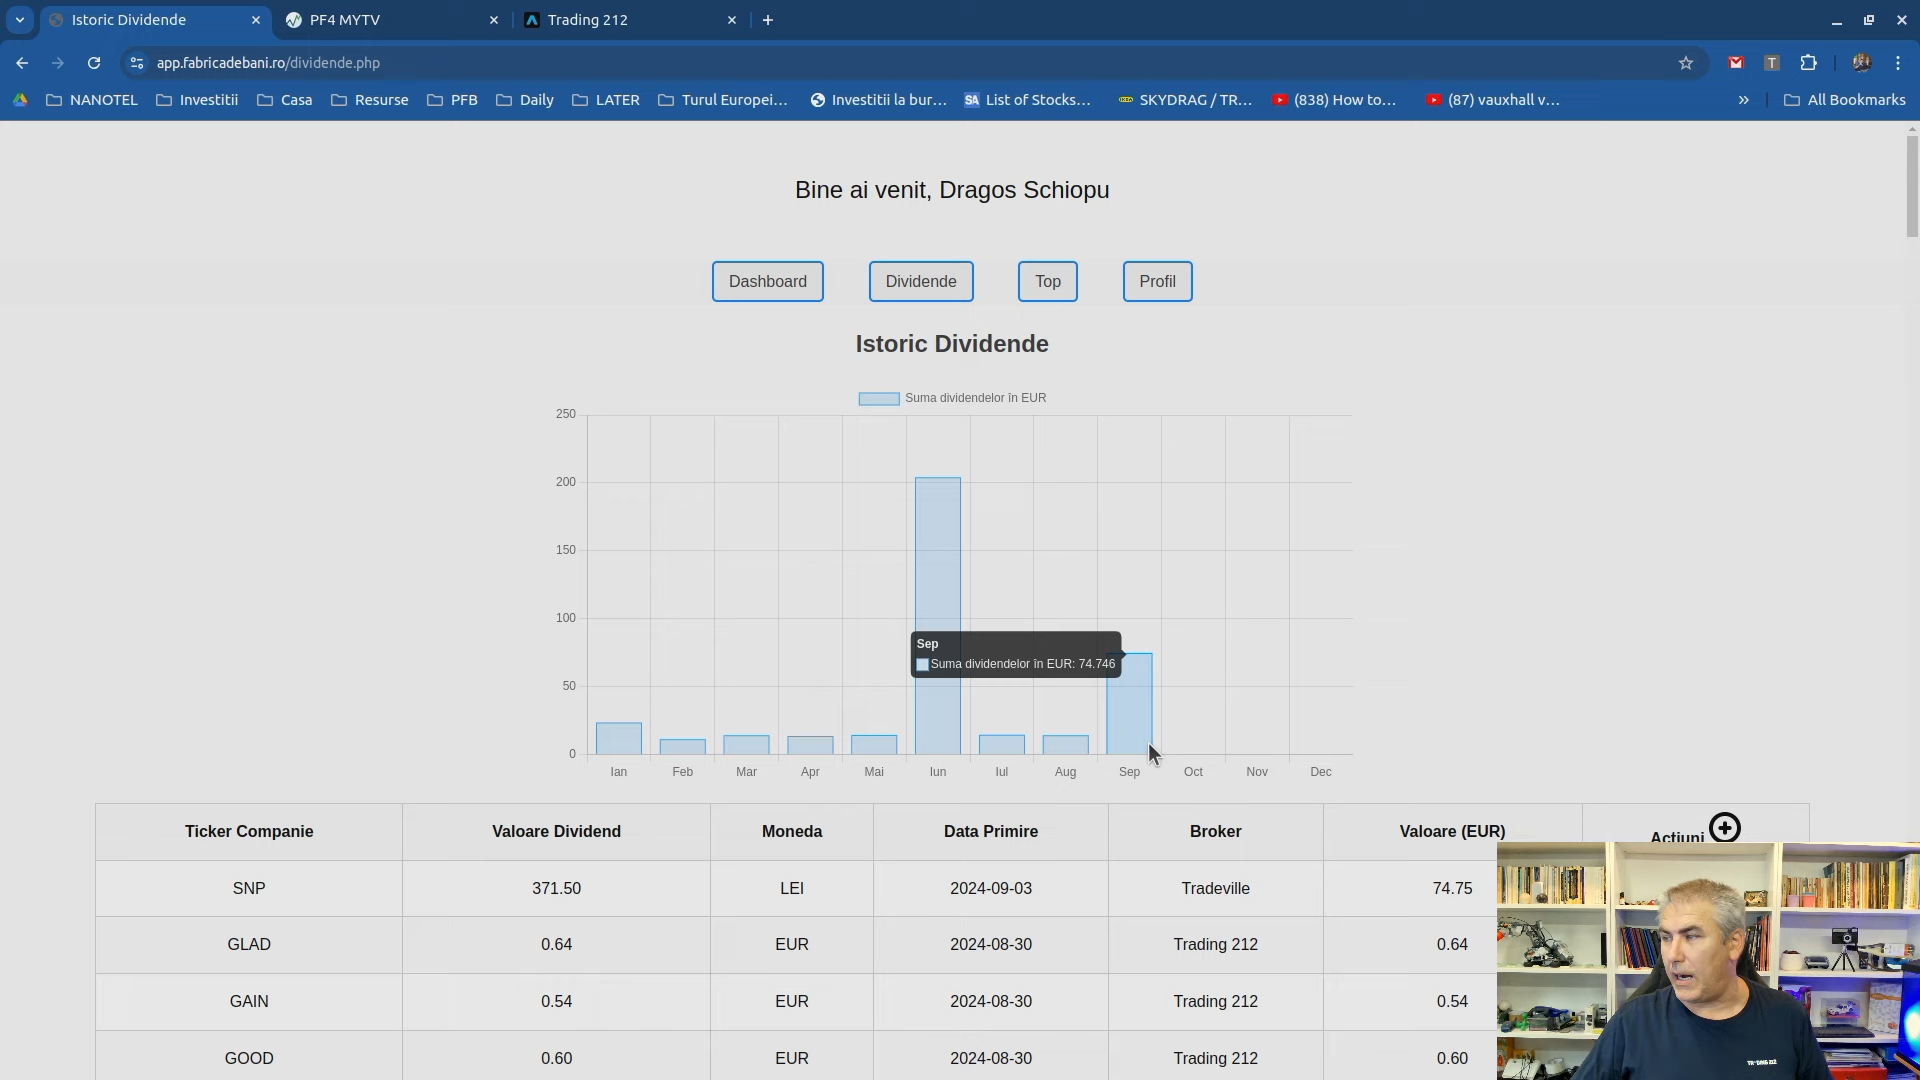 Istoric Dividende
PF4 MYTV
Trading 212
app.fabricadebani.ro/dividende.php
NANOTEL
Investitii
Casa
Resurse
PFB
Daily
LATER
Turul Europei...
Investitii la bur...
SA List of Stocks...
SKYDRAG / TR...
(838) How to...
(87) vauxhall v...
All Bookmarks
Bine ai venit, Dragos Schiopu
Dashboard
Dividende
Top
Profil
Istoric Dividende
Suma dividendelor în EUR
250
200
150
100
50
0
Sep
Suma dividendelor în EUR: 74.746
Ian Feb Mar Apr Mai Iun Iul Aug Sep Oct Nov Dec
Ticker Companie Valoare Dividend Moneda Data Primire Broker Valoare (EUR) Acțiuni
SNP 371.50 LEI 2024-09-03 Tradeville 74.75
GLAD 0.64 EUR 2024-08-30 Trading 212 0.64
GAIN 0.54 EUR 2024-08-30 Trading 212 0.54
GOOD 0.60 EUR 2024-08-30 Trading 212 0.60
TRADING 212